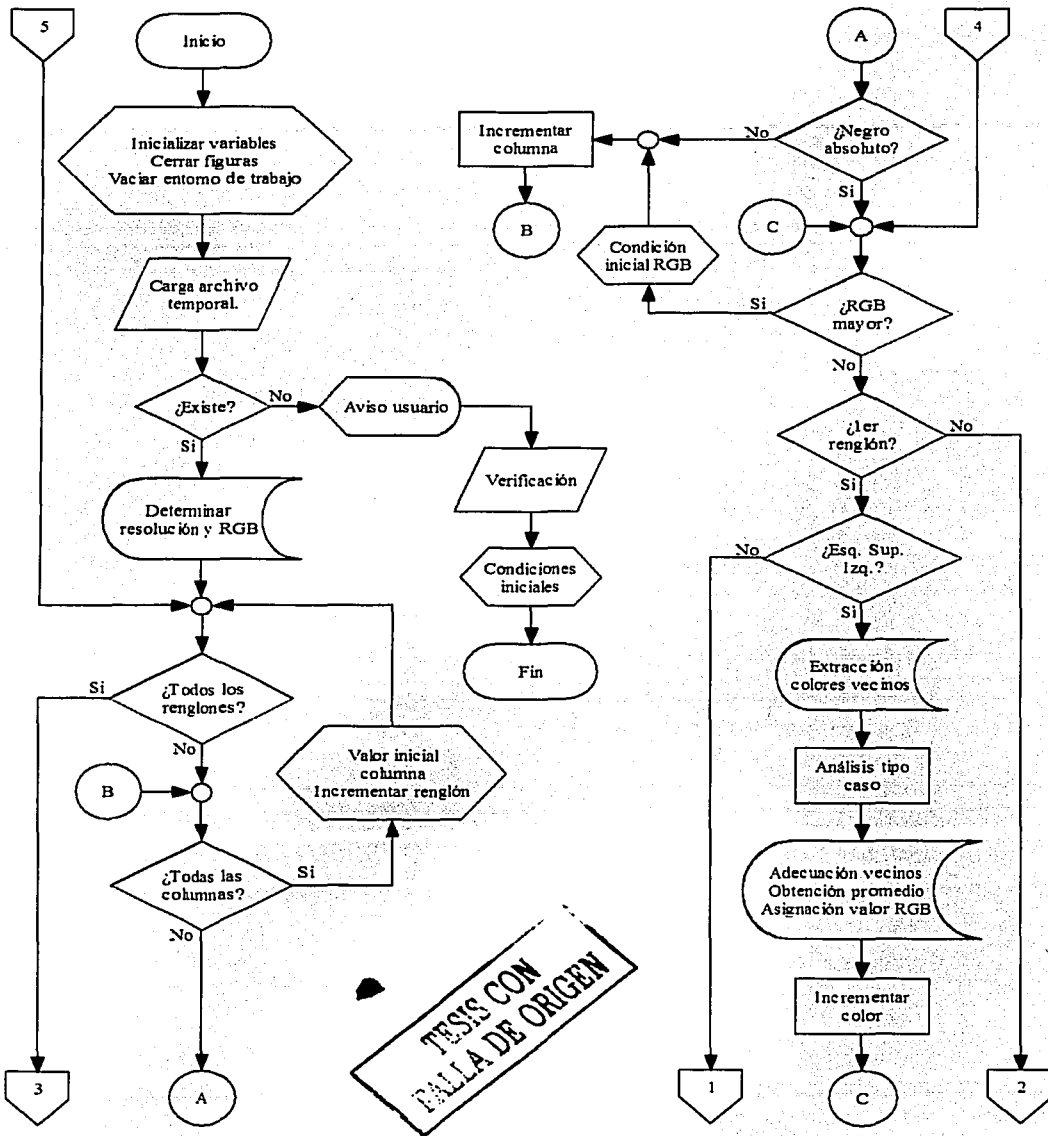 5
Inicio
Inicializar variables
Cerrar figuras
Vaciar entorno de trabajo
Carga archivo
temporal.
¿Existe?
No
Aviso usuario
Si
Verificación
Determinar
resolución y RGB
Condiciones
iniciales
Fin
¿Todos los
renglones?
Si
No
Valor inicial
columna
Incrementar renglón
B
¿Todas las
columnas?
Si
No
3
A
A
4
¿Negro
absoluto?
No
Incrementar
columna
Si
B
C
Condición
inicial RGB
Si
¿RGB
mayor?
No
¿1er
renglón?
No
Si
No
¿Esq. Sup.
Izq.?
Si
Extracción
colores vecinos
Análisis tipo
caso
Adecuación vecinos
Obtención promedio
Asignación valor RGB
Incrementar
color
1
C
2
TESIS CON
FALLA DE ORIGEN